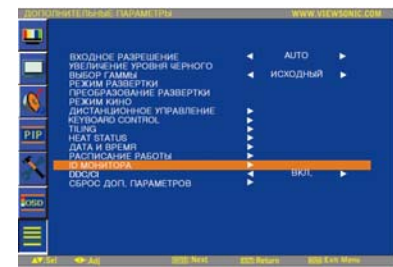 ДОПОЛНИТЕЛЬНЫЕ ПАРАМЕТРЫ WWW.VIEWSONIC.COM
ВХОДНОЕ РАЗРЕШЕНИЕ AUTO
УВЕЛИЧЕНИЕ УРОВНЯ ЧЕРНОГО
ВЫБОР ГАММЫ ИСХОДНЫЙ
РЕЖИМ РАЗВЕРТКИ
ПРЕОБРАЗОВАНИЕ РАЗВЕРТКИ
РЕЖИМ КИНО
ДИСТАНЦИОННОЕ УПРАВЛЕНИЕ
KEYBOARD CONTROL
TILING
HEAT STATUS
ДАТА И ВРЕМЯ
РАСПИСАНИЕ РАБОТЫ
ID МОНИТОРА
DDC/CI ВКЛ.
СБРОС ДОП. ПАРАМЕТРОВ
PIP
OSD
Sel Adj Next Return Exit Menu